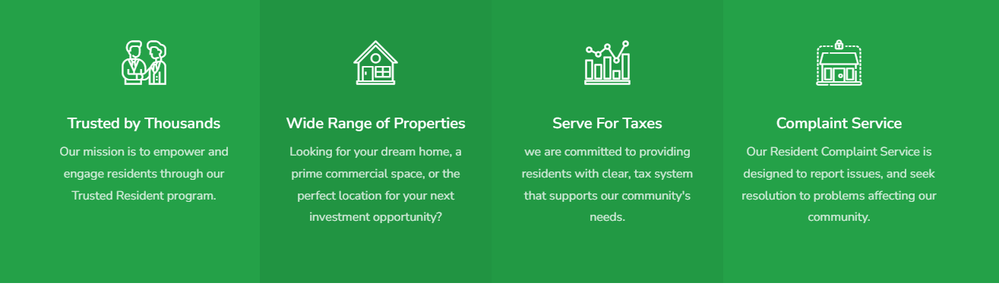 Trusted by Thousands
Our mission is to empower and
engage residents through our
Trusted Resident program.
Wide Range of Properties
Looking for your dream home, a
prime commercial space, or the
perfect location for your next
investment opportunity?
Serve For Taxes
we are committed to providing
residents with clear, tax system
that supports our community's
needs.
Complaint Service
Our Resident Complaint Service is
designed to report issues, and seek
resolution to problems affecting our
community.